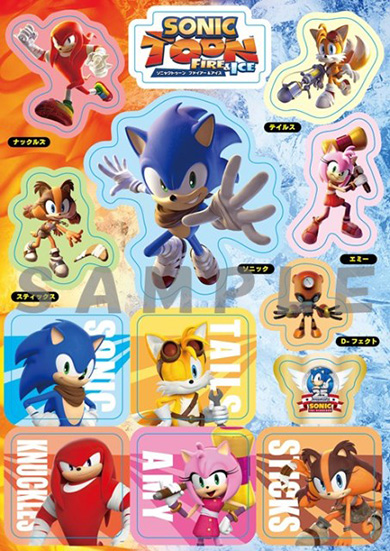 SONIC
TOON
FIRE & ICE
ソニックトゥーン ファイアー&アイス
ナックルズ
テイルス
エミー
スティックス
ソニック
SAMPLE
D-フェクト
SONIC
TAILS
KNUCKLES
AMY
STICKS